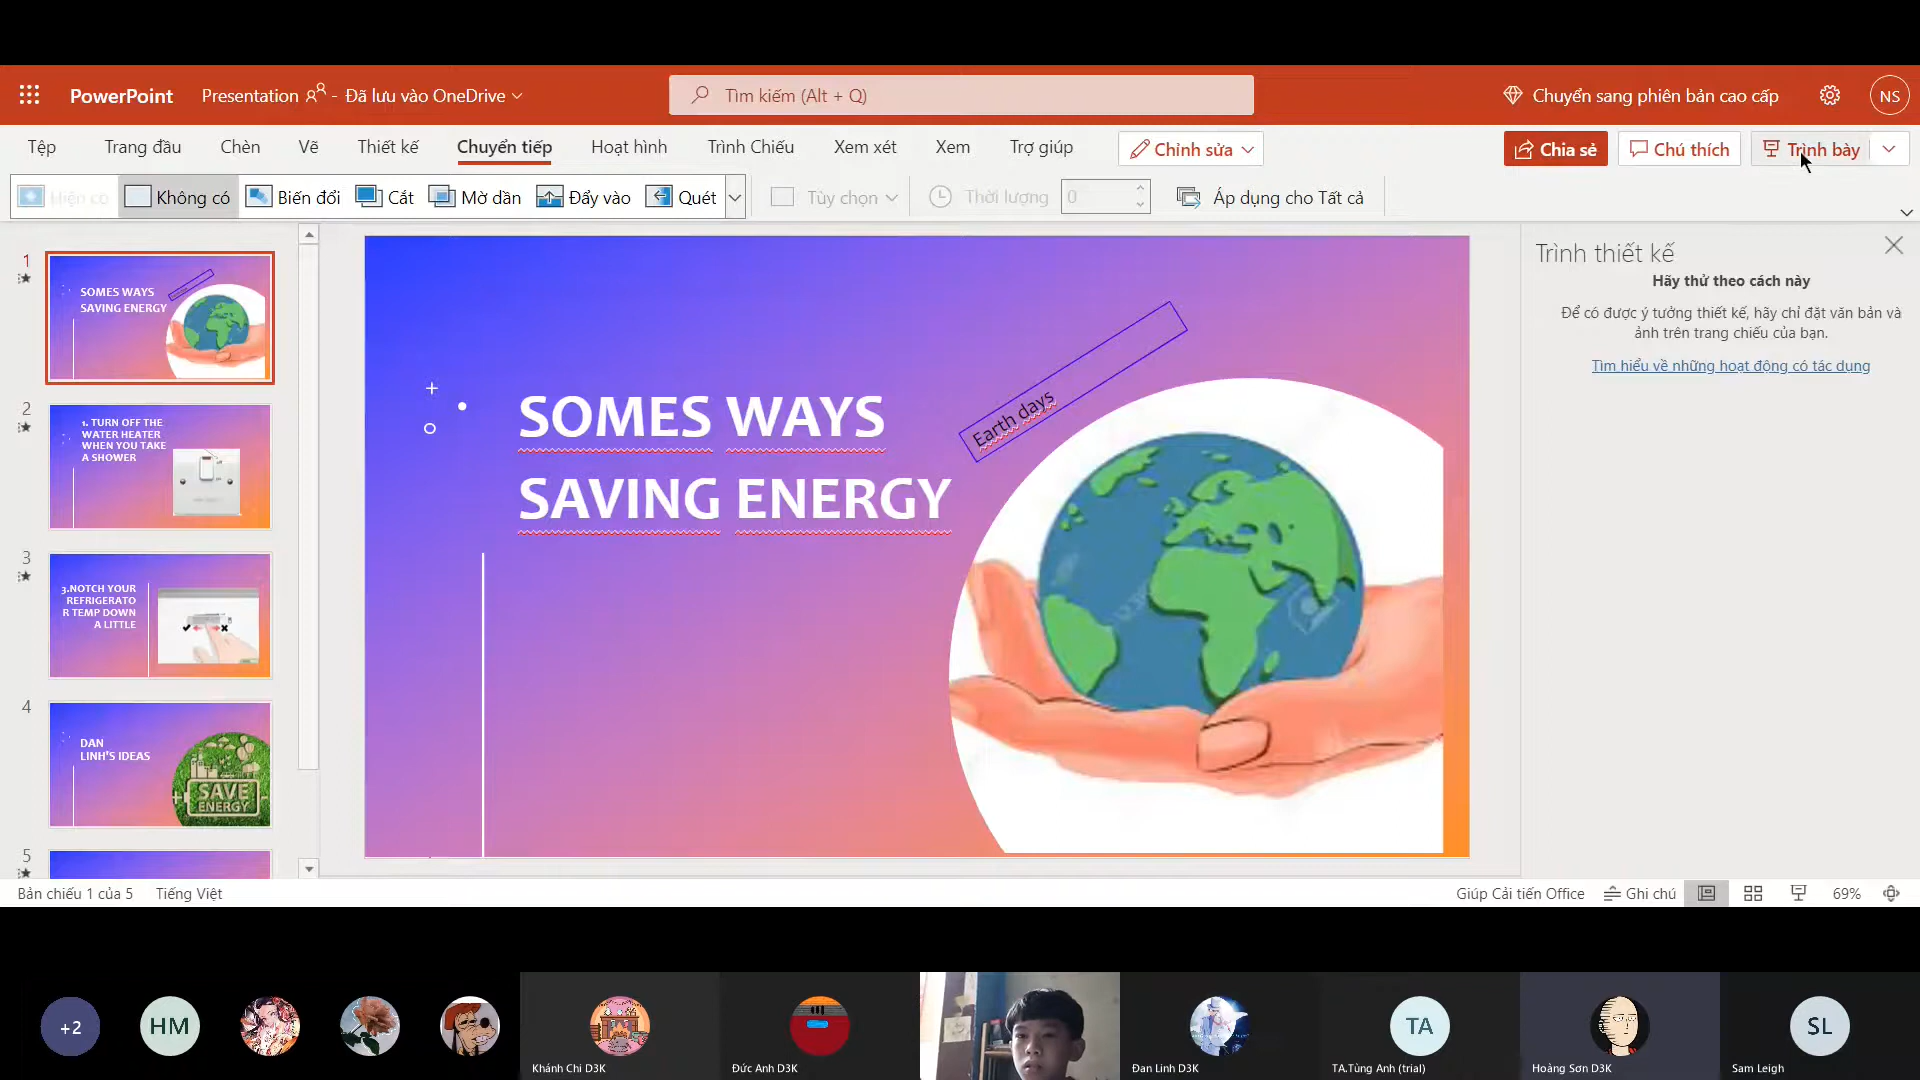 PowerPoint
Presentation - Đã lưu vào OneDrive
Tìm kiếm (Alt + Q)
Chuyển sang phiên bản cao cấp
NS
Tệp
Trang đầu
Chèn
Vẽ
Thiết kế
Chuyển tiếp
Hoạt hình
Trình Chiếu
Xem xét
Xem
Trợ giúp
Chỉnh sửa
Chia sẻ
Chú thích
Trình bày
Hiện có
Không có
Biến đổi
Cắt
Mờ dần
Đẩy vào
Quét
Tùy chọn
Thời lượng
0
Áp dụng cho Tất cả
1
SOMES WAYS
SAVING ENERGY
2
1. TURN OFF THE
WATER HEATER
WHEN YOU TAKE
A SHOWER
3
3.NOTCH YOUR
REFRIGERATO
R TEMP DOWN
A LITTLE
4
DAN
LINH'S IDEAS
SAVE
ENERGY
5
Earth days
SOMES WAYS
SAVING ENERGY
Trình thiết kế
Hãy thử theo cách này
Để có được ý tưởng thiết kế, hãy chỉ đặt văn bản và
ảnh trên trang chiếu của bạn.
Tìm hiểu về những hoạt động có tác dụng
Bản chiếu 1 của 5
Tiếng Việt
Giúp Cải tiến Office
Ghi chú
69%
+2
HM
Khánh Chi D3K
Đức Anh D3K
Đan Linh D3K
TA
TA.Tùng Anh (trial)
Hoàng Sơn D3K
SL
Sam Leigh